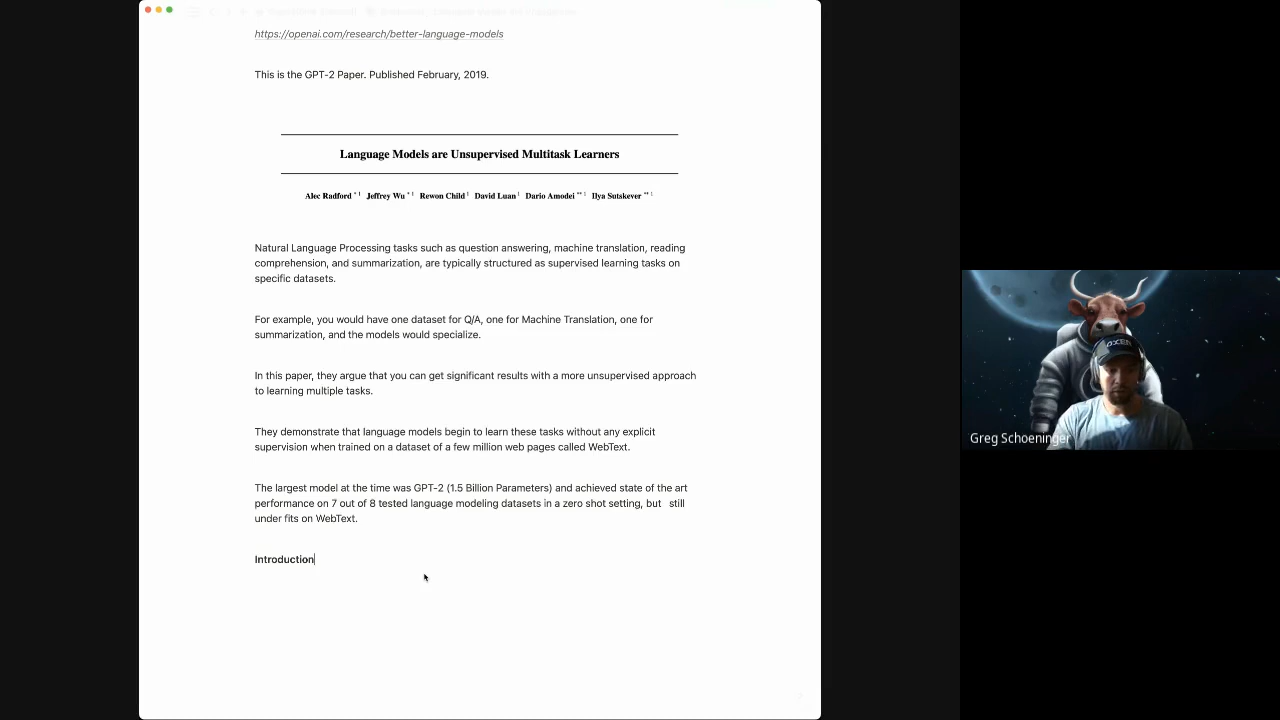 https://openai.com/research/better-language-models
This is the GPT-2 Paper. Published February, 2019.
Language Models are Unsupervised Multitask Learners
Alec Radford * 1 Jeffrey Wu * 1 Rewon Child 1 David Luan 1 Dario Amodei ** 1 Ilya Sutskever ** 1
Natural Language Processing tasks such as question answering, machine translation, reading
comprehension, and summarization, are typically structured as supervised learning tasks on
specific datasets.
For example, you would have one dataset for Q/A, one for Machine Translation, one for
summarization, and the models would specialize.
In this paper, they argue that you can get significant results with a more unsupervised approach
to learning multiple tasks.
They demonstrate that language models begin to learn these tasks without any explicit
supervision when trained on a dataset of a few million web pages called WebText.
The largest model at the time was GPT-2 (1.5 Billion Parameters) and achieved state of the art
performance on 7 out of 8 tested language modeling datasets in a zero shot setting, but still
under fits on WebText.
Introduction
OXEN
Greg Schoeninger